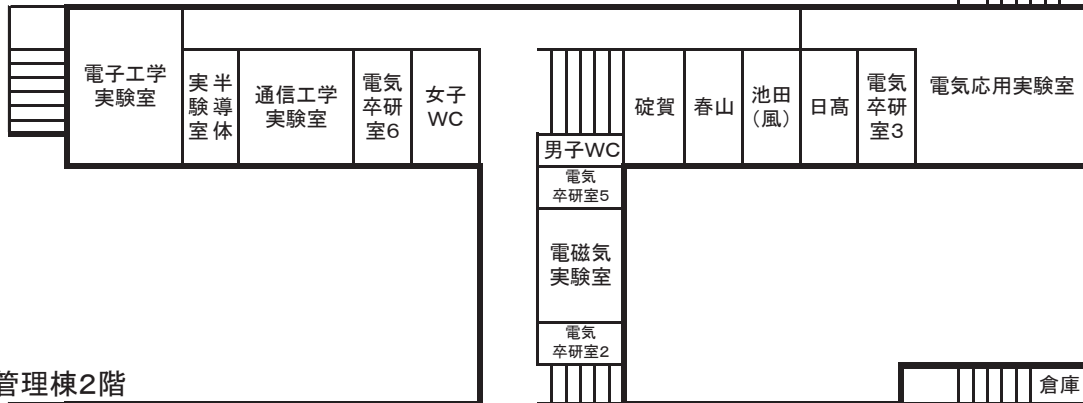 電子工学
実験室
半導体
実験室
通信工学
実験室
電気
卒研
室6
女子
WC
碇賀
春山
池田
（風）
日髙
電気
卒研
室3
電気応用実験室
男子WC
電気
卒研室5
電磁気
実験室
電気
卒研室2
管理棟2階
倉庫